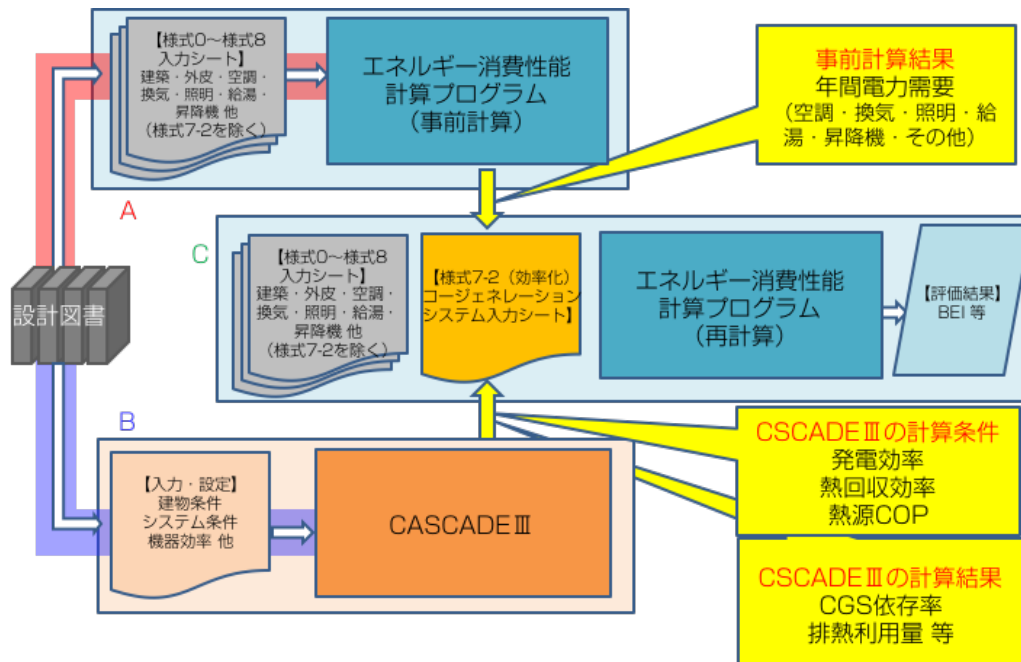 【様式0～様式8
入力シート】
建築・外皮・空調・
換気・照明・給湯・
昇降機 他
(様式7-2を除く)
エネルギー消費性能
計算プログラム
(事前計算)
事前計算結果
年間電力需要
(空調・換気・照明・給
湯・昇降機・その他)
A
設計図書
C
【様式0～様式8
入力シート】
建築・外皮・空調・
換気・照明・給湯・
昇降機 他
(様式7-2を除く)
【様式7-2（効率化）
コージェネレーション
システム入力シート】
エネルギー消費性能
計算プログラム
(再計算)
【評価結果】
BEI 等
B
【入力・設定】
建物条件
システム条件
機器効率 他
CASCADEⅢ
CSCADEⅢの計算条件
発電効率
熱回収効率
熱源COP
CSCADEⅢの計算結果
CGS依存率
排熱利用量 等